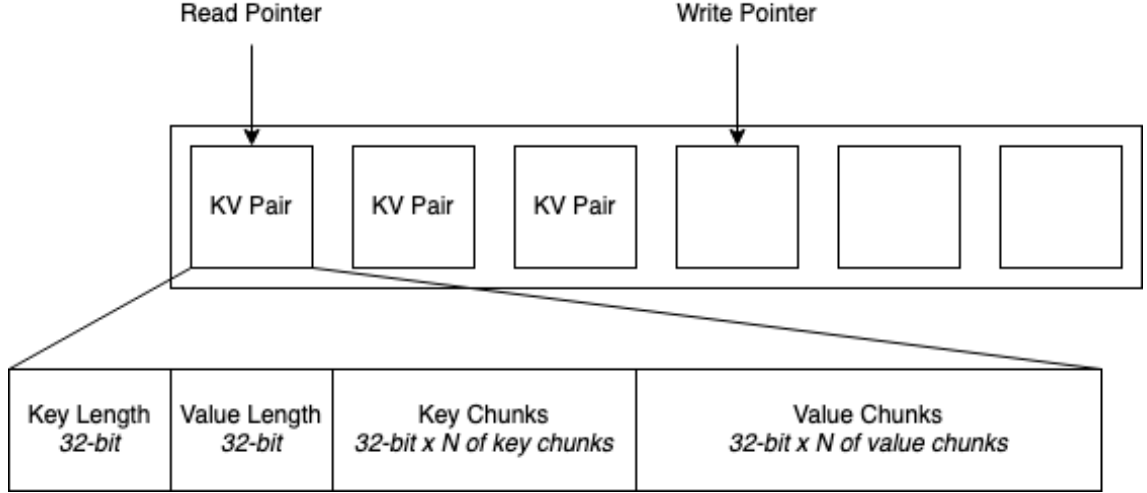 Read Pointer
Write Pointer
KV Pair
KV Pair
KV Pair
Key Length
32-bit
Value Length
32-bit
Key Chunks
32-bit x N of key chunks
Value Chunks
32-bit x N of value chunks